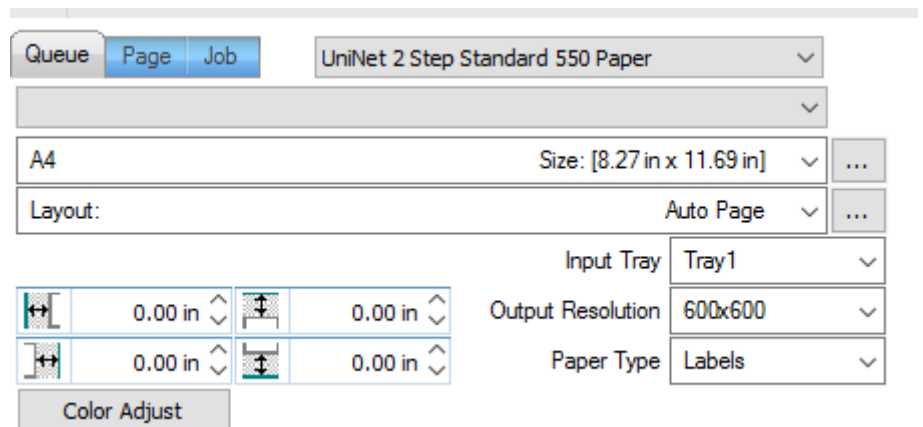 Queue Page Job UniNet 2 Step Standard 550 Paper
A4 Size: [8.27 in x 11.69 in] ...
Layout: Auto Page ...
Input Tray Tray1
0.00 in 0.00 in Output Resolution 600x600
0.00 in 0.00 in Paper Type Labels
Color Adjust